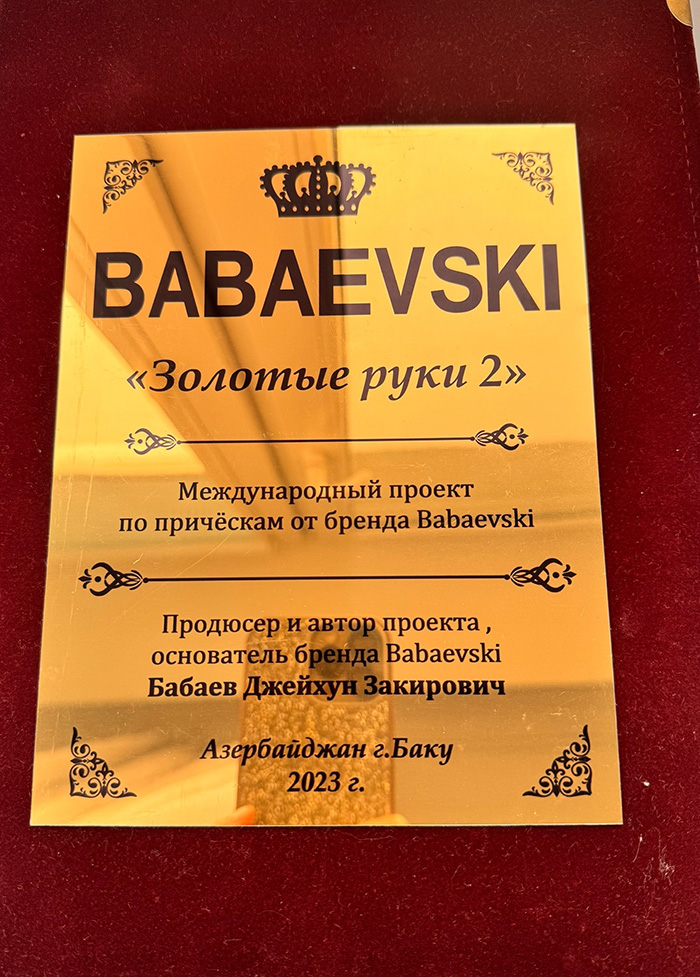 BABAEVSKI
«Золотые руки 2»
Международный проект
по причёскам от бренда Babaevski
Продюсер и автор проекта ,
основатель бренда Babaevski
Бабаев Джейхун Закирович
Азербайджан г.Баку
2023 г.